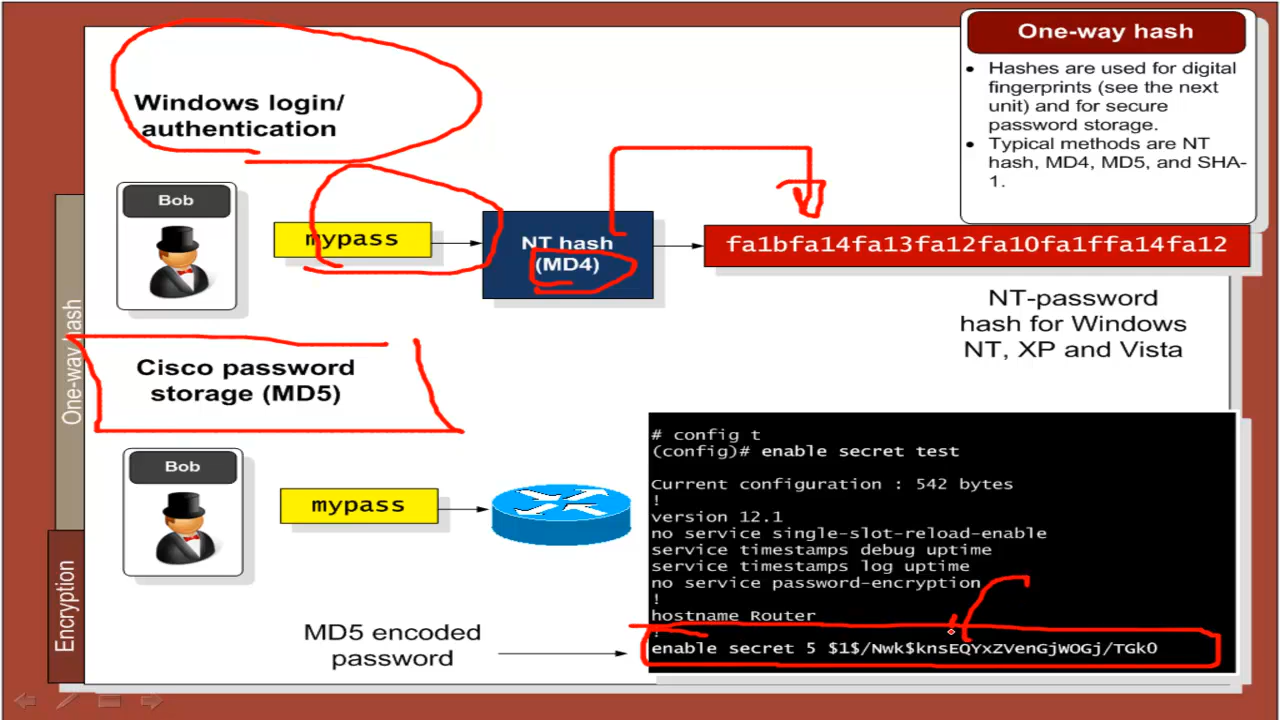 One-way hash
• Hashes are used for digital
fingerprints (see the next
unit) and for secure
password storage.
• Typical methods are NT
hash, MD4, MD5, and SHA-
1.
Windows login/
authentication
Bob
mypass
NT hash
(MD4)
fa1bfa14fa13fa12fa10fa1ffa14fa12
NT-password
hash for Windows
NT, XP and Vista
One-way hash
Cisco password
storage (MD5)
Bob
mypass
# config t
(config)# enable secret test
Current configuration : 542 bytes
!
version 12.1
no service single-slot-reload-enable
service timestamps debug uptime
service timestamps log uptime
no service password-encryption
!
hostname Router
!
enable secret 5 $1$/Nwk$knsEQYxZVenGjWOGj/TGk0
MD5 encoded
password
Encryption